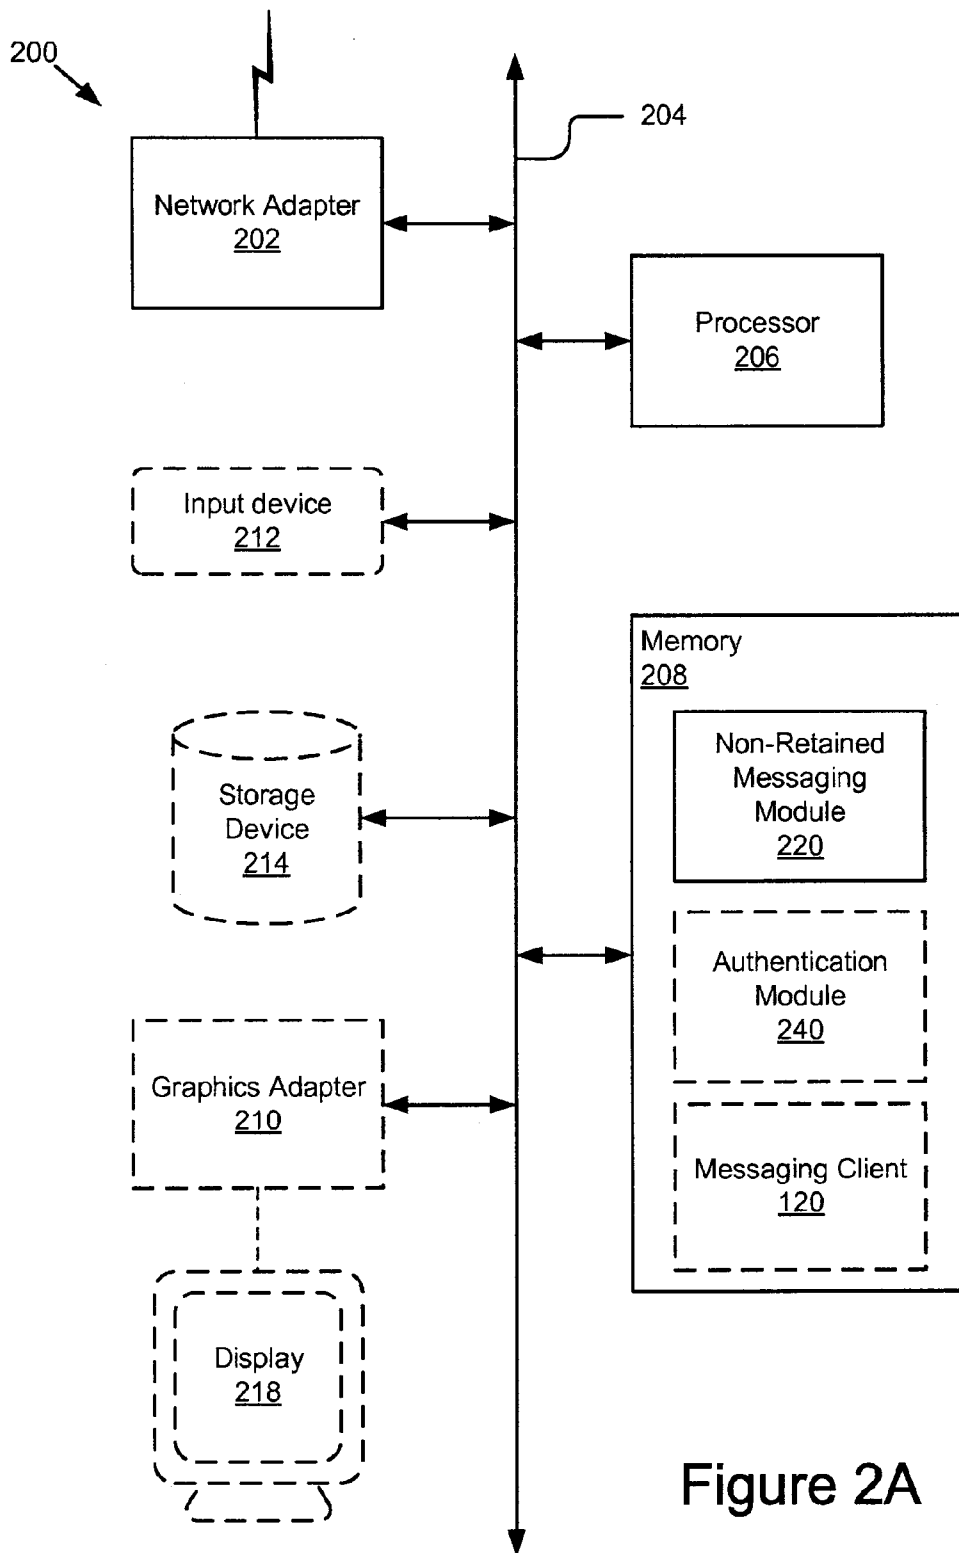 200
204
Network Adapter
202
Processor
206
Input device
212
Memory
208
Non-Retained
Messaging
Module
220
Storage
Device
214
Authentication
Module
240
Graphics Adapter
210
Messaging Client
120
Display
218
Figure 2A